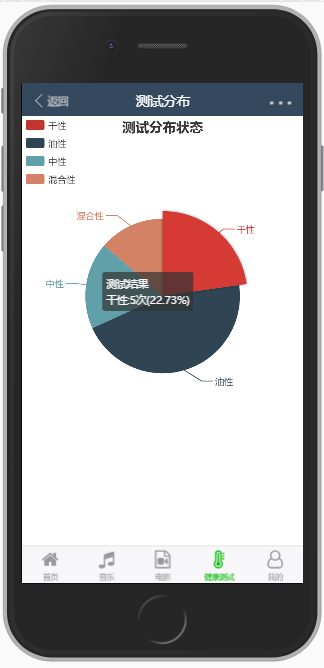 返回
测试分布
测试分布状态
干性
油性
中性
混合性
混合性
干性
中性
测试结果
干性:5次(22.73%)
油性
首页
音乐
电影
健康测试
我的